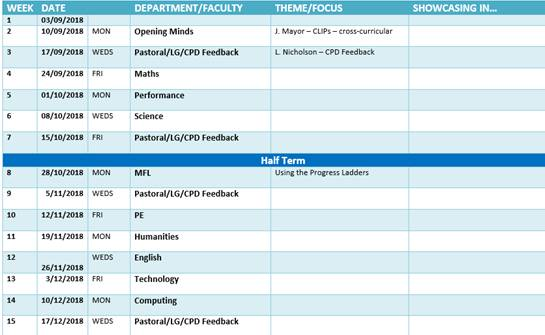 WEEK DATE DEPARTMENT/FACULTY THEME/FOCUS SHOWCASING IN...
1 03/09/2018
2 10/09/2018 MON Opening Minds J. Mayor – CLIPs – cross-curricular
3 17/09/2018 WEDS Pastoral/LG/CPD Feedback L. Nicholson – CPD Feedback
4 24/09/2018 FRI Maths
5 01/10/2018 MON Performance
6 08/10/2018 WEDS Science
7 15/10/2018 FRI Pastoral/LG/CPD Feedback
Half Term
8 28/10/2018 MON MFL Using the Progress Ladders
9 5/11/2018 WEDS Pastoral/LG/CPD Feedback
10 12/11/2018 FRI PE
11 19/11/2018 MON Humanities
12 WEDS English
26/11/2018
13 3/12/2018 FRI Technology
14 10/12/2018 MON Computing
15 17/12/2018 WEDS Pastoral/LG/CPD Feedback